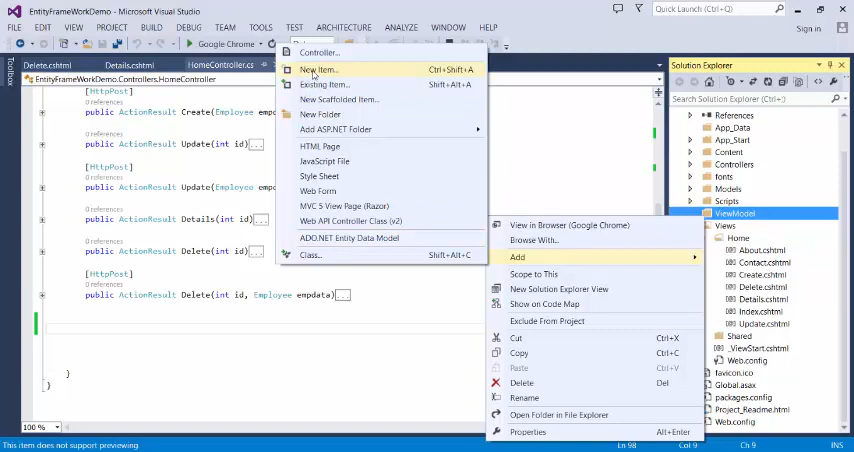 EntityFrameWorkDemo - Microsoft Visual Studio
Quick Launch (Ctrl+Q)
FILE EDIT VIEW PROJECT BUILD DEBUG TEAM TOOLS TEST ARCHITECTURE ANALYZE WINDOW HELP
Sign in
Google Chrome
Toolbox
Delete.cshtml Details.cshtml HomeController.cs
EntityFrameWorkDemo.Controllers.HomeController
[HttpPost]
0 references
public ActionResult Create(Employee emp
0 references
public ActionResult Update(int id)...
[HttpPost]
0 references
public ActionResult Update(Employee emp
0 references
public ActionResult Details(int id)...
0 references
public ActionResult Delete(int id)...
[HttpPost]
0 references
public ActionResult Delete(int id, Employee empdata)...
}
}
100 %
Controller...
New Item... Ctrl+Shift+A
Existing Item... Shift+Alt+A
New Scaffolded Item...
New Folder
Add ASP.NET Folder
HTML Page
JavaScript File
Style Sheet
Web Form
MVC 5 View Page (Razor)
Web API Controller Class (v2)
ADO.NET Entity Data Model
Class... Shift+Alt+C
View in Browser (Google Chrome)
Browse With...
Add
Scope to This
New Solution Explorer View
Show on Code Map
Exclude From Project
Cut Ctrl+X
Copy Ctrl+C
Paste Ctrl+V
Delete Del
Rename
Open Folder in File Explorer
Properties Alt+Enter
Solution Explorer
Search Solution Explorer (Ctrl+;)
References
App_Data
App_Start
Content
Controllers
fonts
Models
Scripts
ViewModel
Views
Home
About.cshtml
Contact.cshtml
Create.cshtml
Delete.cshtml
Details.cshtml
Index.cshtml
Update.cshtml
Shared
_ViewStart.cshtml
Web.config
favicon.ico
Global.asax
packages.config
Project_Readme.html
Web.config
This item does not support previewing Ln 98 Col 9 Ch 9 INS